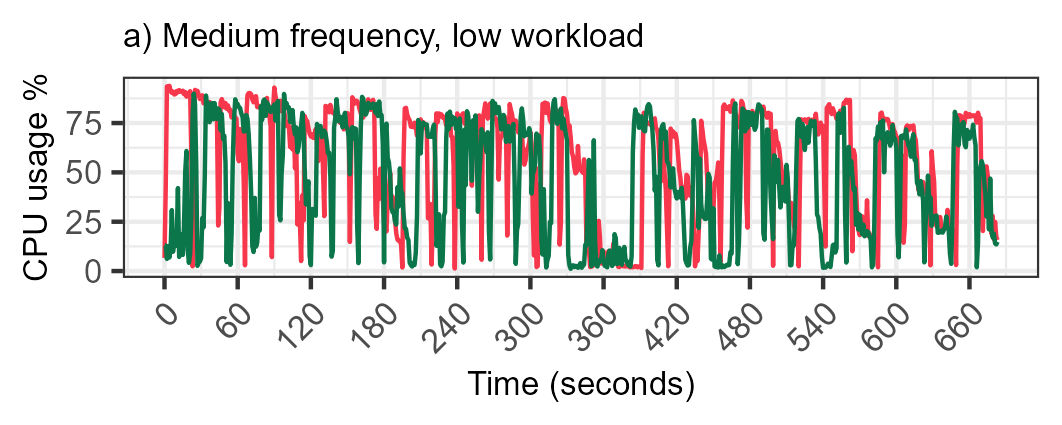 a) Medium frequency, low workload
CPU usage %
75
50
25
0
0 60 120 180 240 300 360 420 480 540 600 660
Time (seconds)